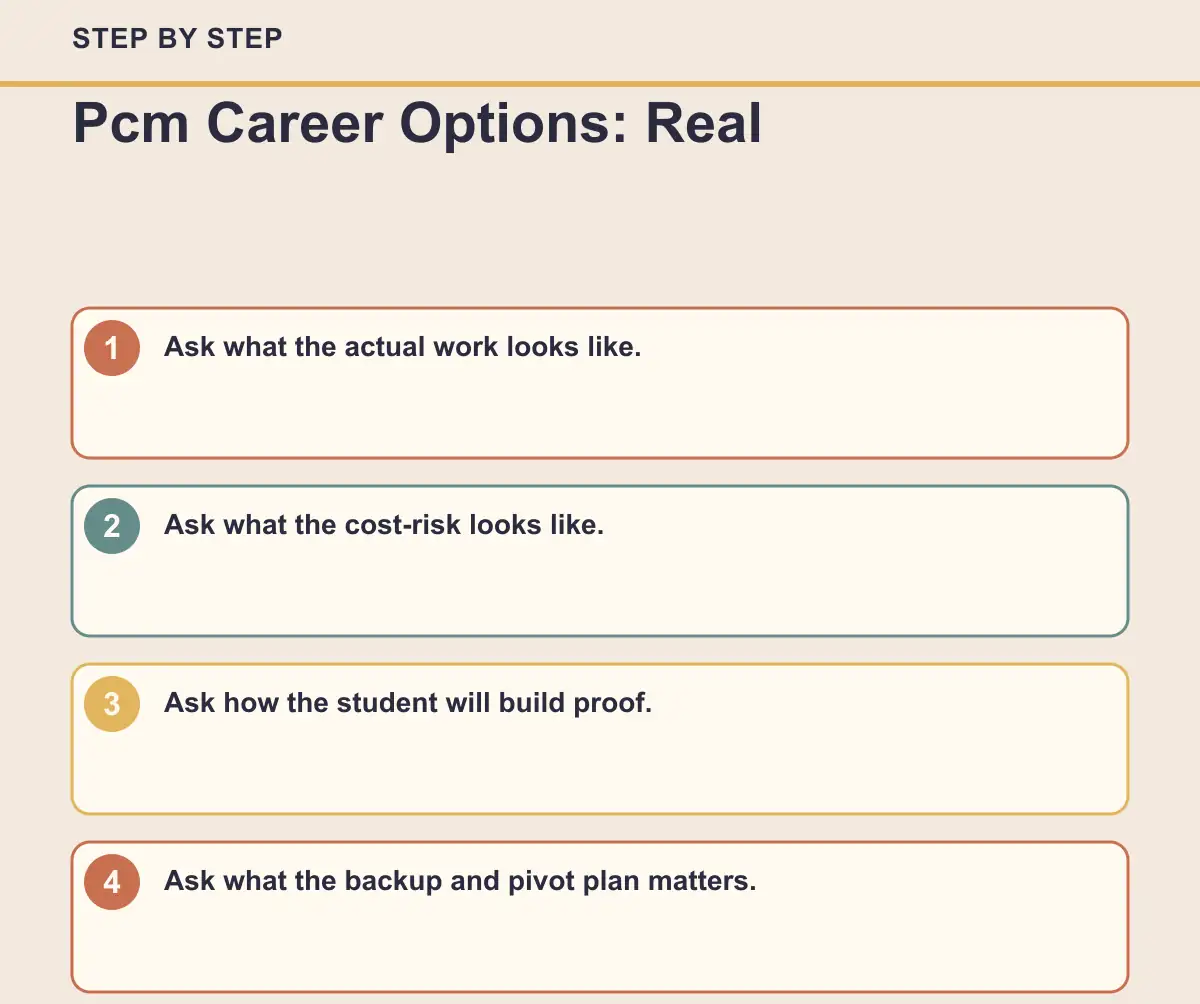 STEP BY STEP
Pcm Career Options: Real
1 Ask what the actual work looks like.
2 Ask what the cost-risk looks like.
3 Ask how the student will build proof.
4 Ask what the backup and pivot plan matters.